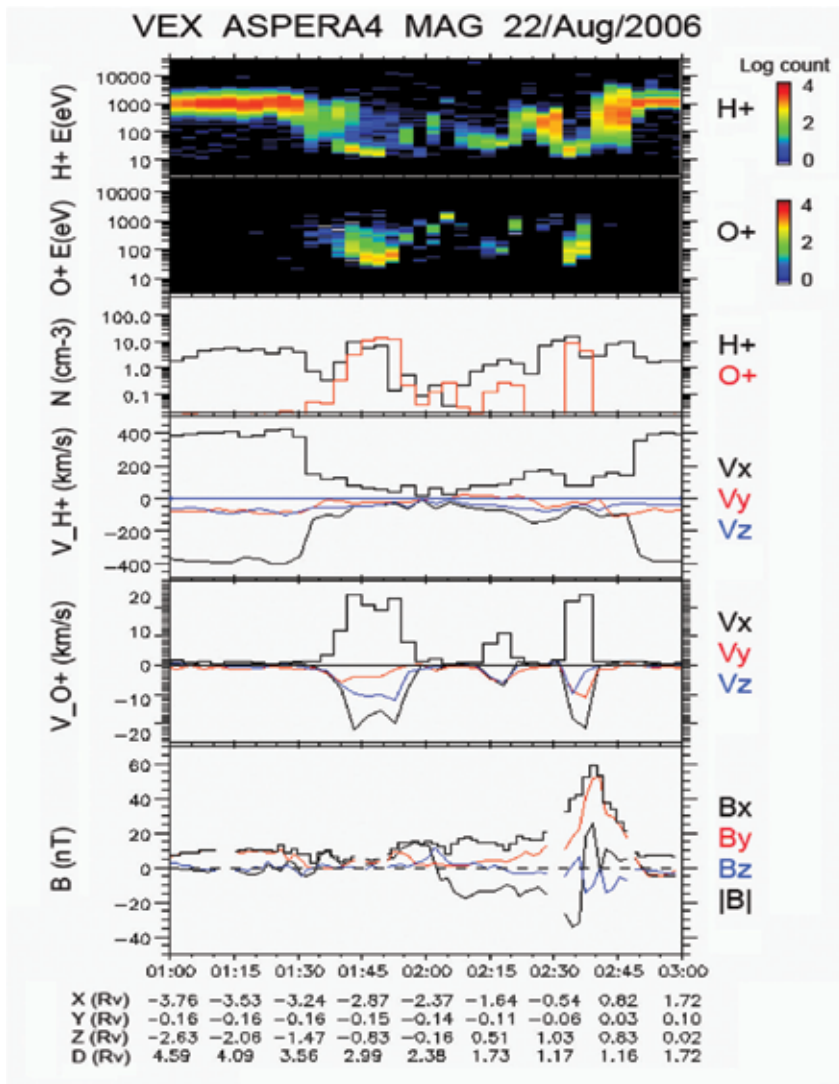 VEX ASPERA4 MAG 22/Aug/2006
Log count
H+ E(eV)
10000
1000
100
10
H+
4
2
0
O+ E(eV)
10000
1000
100
10
O+
4
2
0
N (cm-3)
100.0
10.0
1.0
0.1
H+
O+
V_H+ (km/s)
400
200
0
-200
-400
Vx
Vy
Vz
V_O+ (km/s)
20
10
0
-10
-20
Vx
Vy
Vz
B (nT)
60
40
20
0
-20
-40
Bx
By
Bz
|B|
01:00 01:15 01:30 01:45 02:00 02:15 02:30 02:45 03:00
X (Rv) -3.76 -3.53 -3.24 -2.87 -2.37 -1.64 -0.54 0.82 1.72
Y (Rv) -0.16 -0.16 -0.16 -0.15 -0.14 -0.11 -0.06 0.03 0.10
Z (Rv) -2.63 -2.06 -1.47 -0.83 -0.16 0.51 1.03 0.83 0.02
D (Rv) 4.59 4.09 3.56 2.99 2.38 1.73 1.17 1.16 1.72